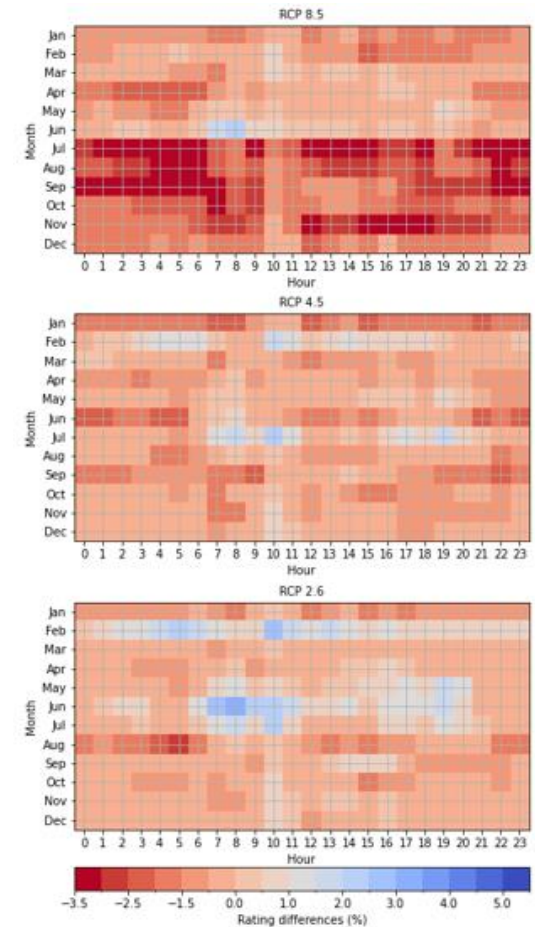 RCP 8.5
Jan
Feb
Mar
Apr
May
Jun
Jul
Aug
Sep
Oct
Nov
Dec
Month
0 1 2 3 4 5 6 7 8 9 10 11 12 13 14 15 16 17 18 19 20 21 22 23
Hour
RCP 4.5
Jan
Feb
Mar
Apr
May
Jun
Jul
Aug
Sep
Oct
Nov
Dec
Month
0 1 2 3 4 5 6 7 8 9 10 11 12 13 14 15 16 17 18 19 20 21 22 23
Hour
RCP 2.6
Jan
Feb
Mar
Apr
May
Jun
Jul
Aug
Sep
Oct
Nov
Dec
Month
0 1 2 3 4 5 6 7 8 9 10 11 12 13 14 15 16 17 18 19 20 21 22 23
Hour
−3.5 −2.5 −1.5 0.0 1.0 2.0 3.0 4.0 5.0
Rating differences (%)